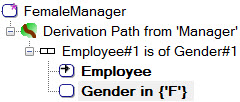 FemaleManager
Derivation Path from 'Manager'
Employee#1 is of Gender#1
Employee
Gender in {'F'}